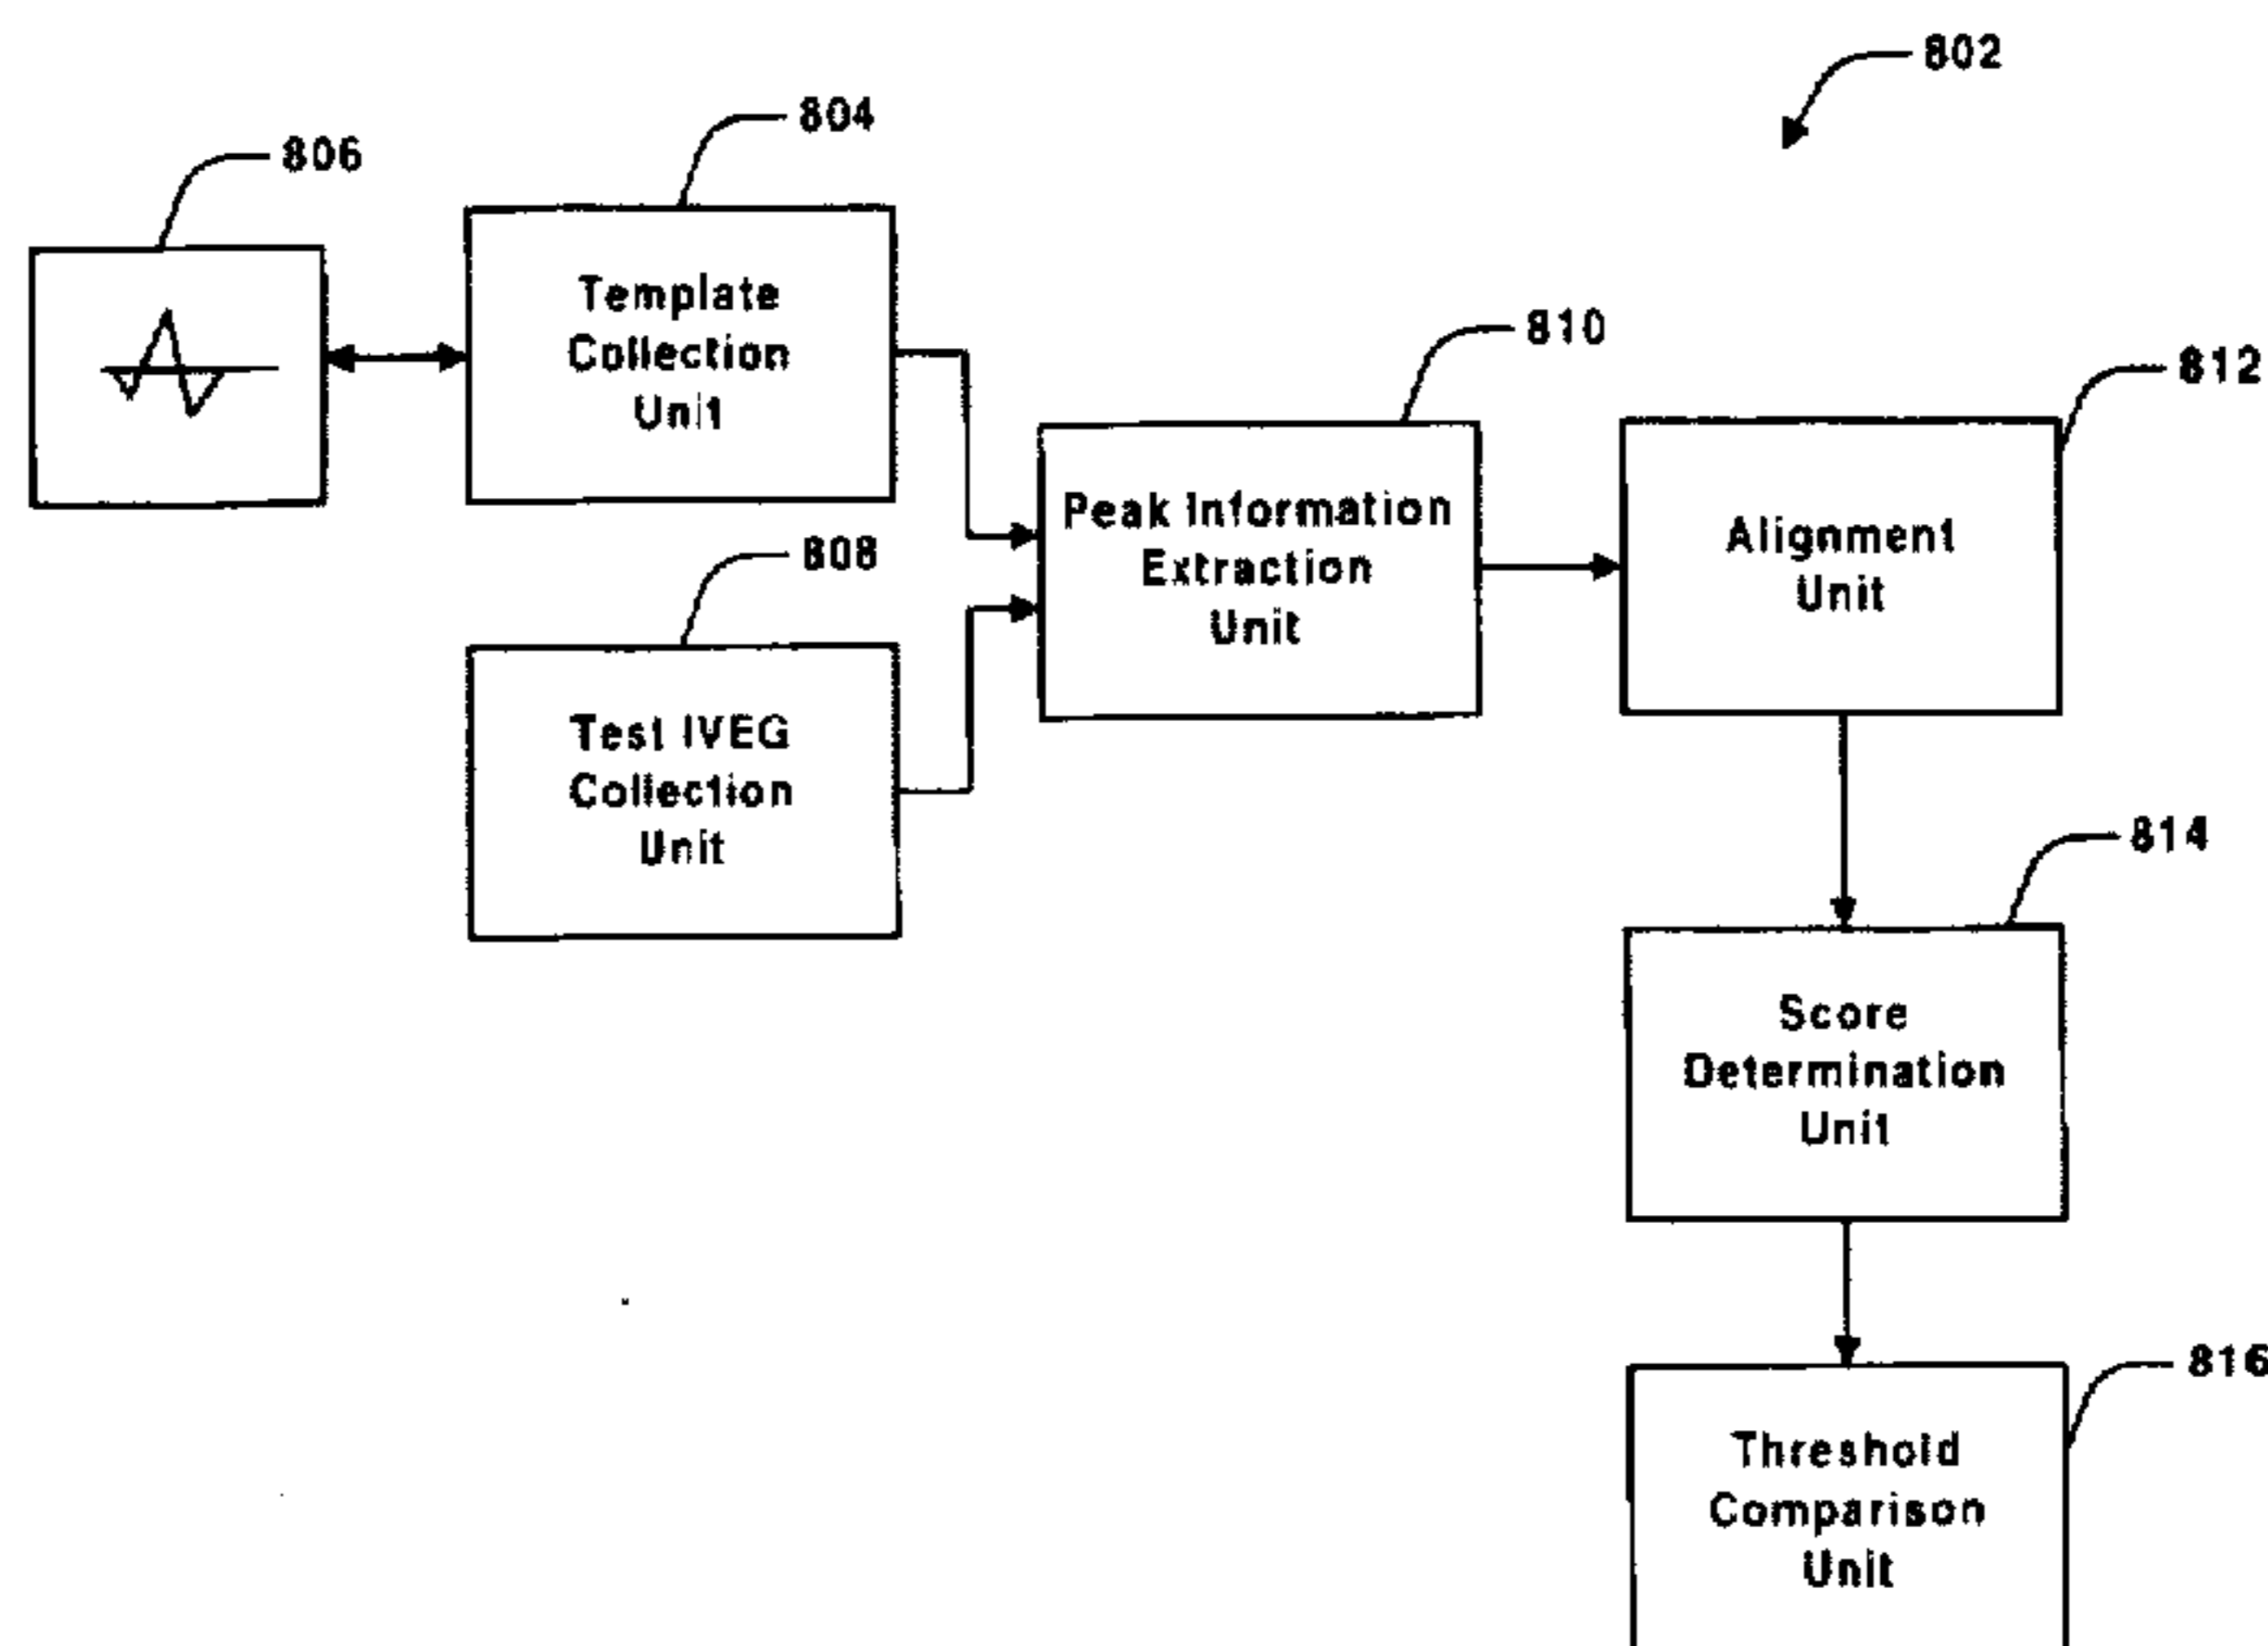 802
804
806
Template
Collection
Unit
810
812
Peak Information
Extraction
Unit
Alignment
Unit
808
Test IVEG
Collection
Unit
814
Score
Determination
Unit
816
Threshold
Comparison
Unit